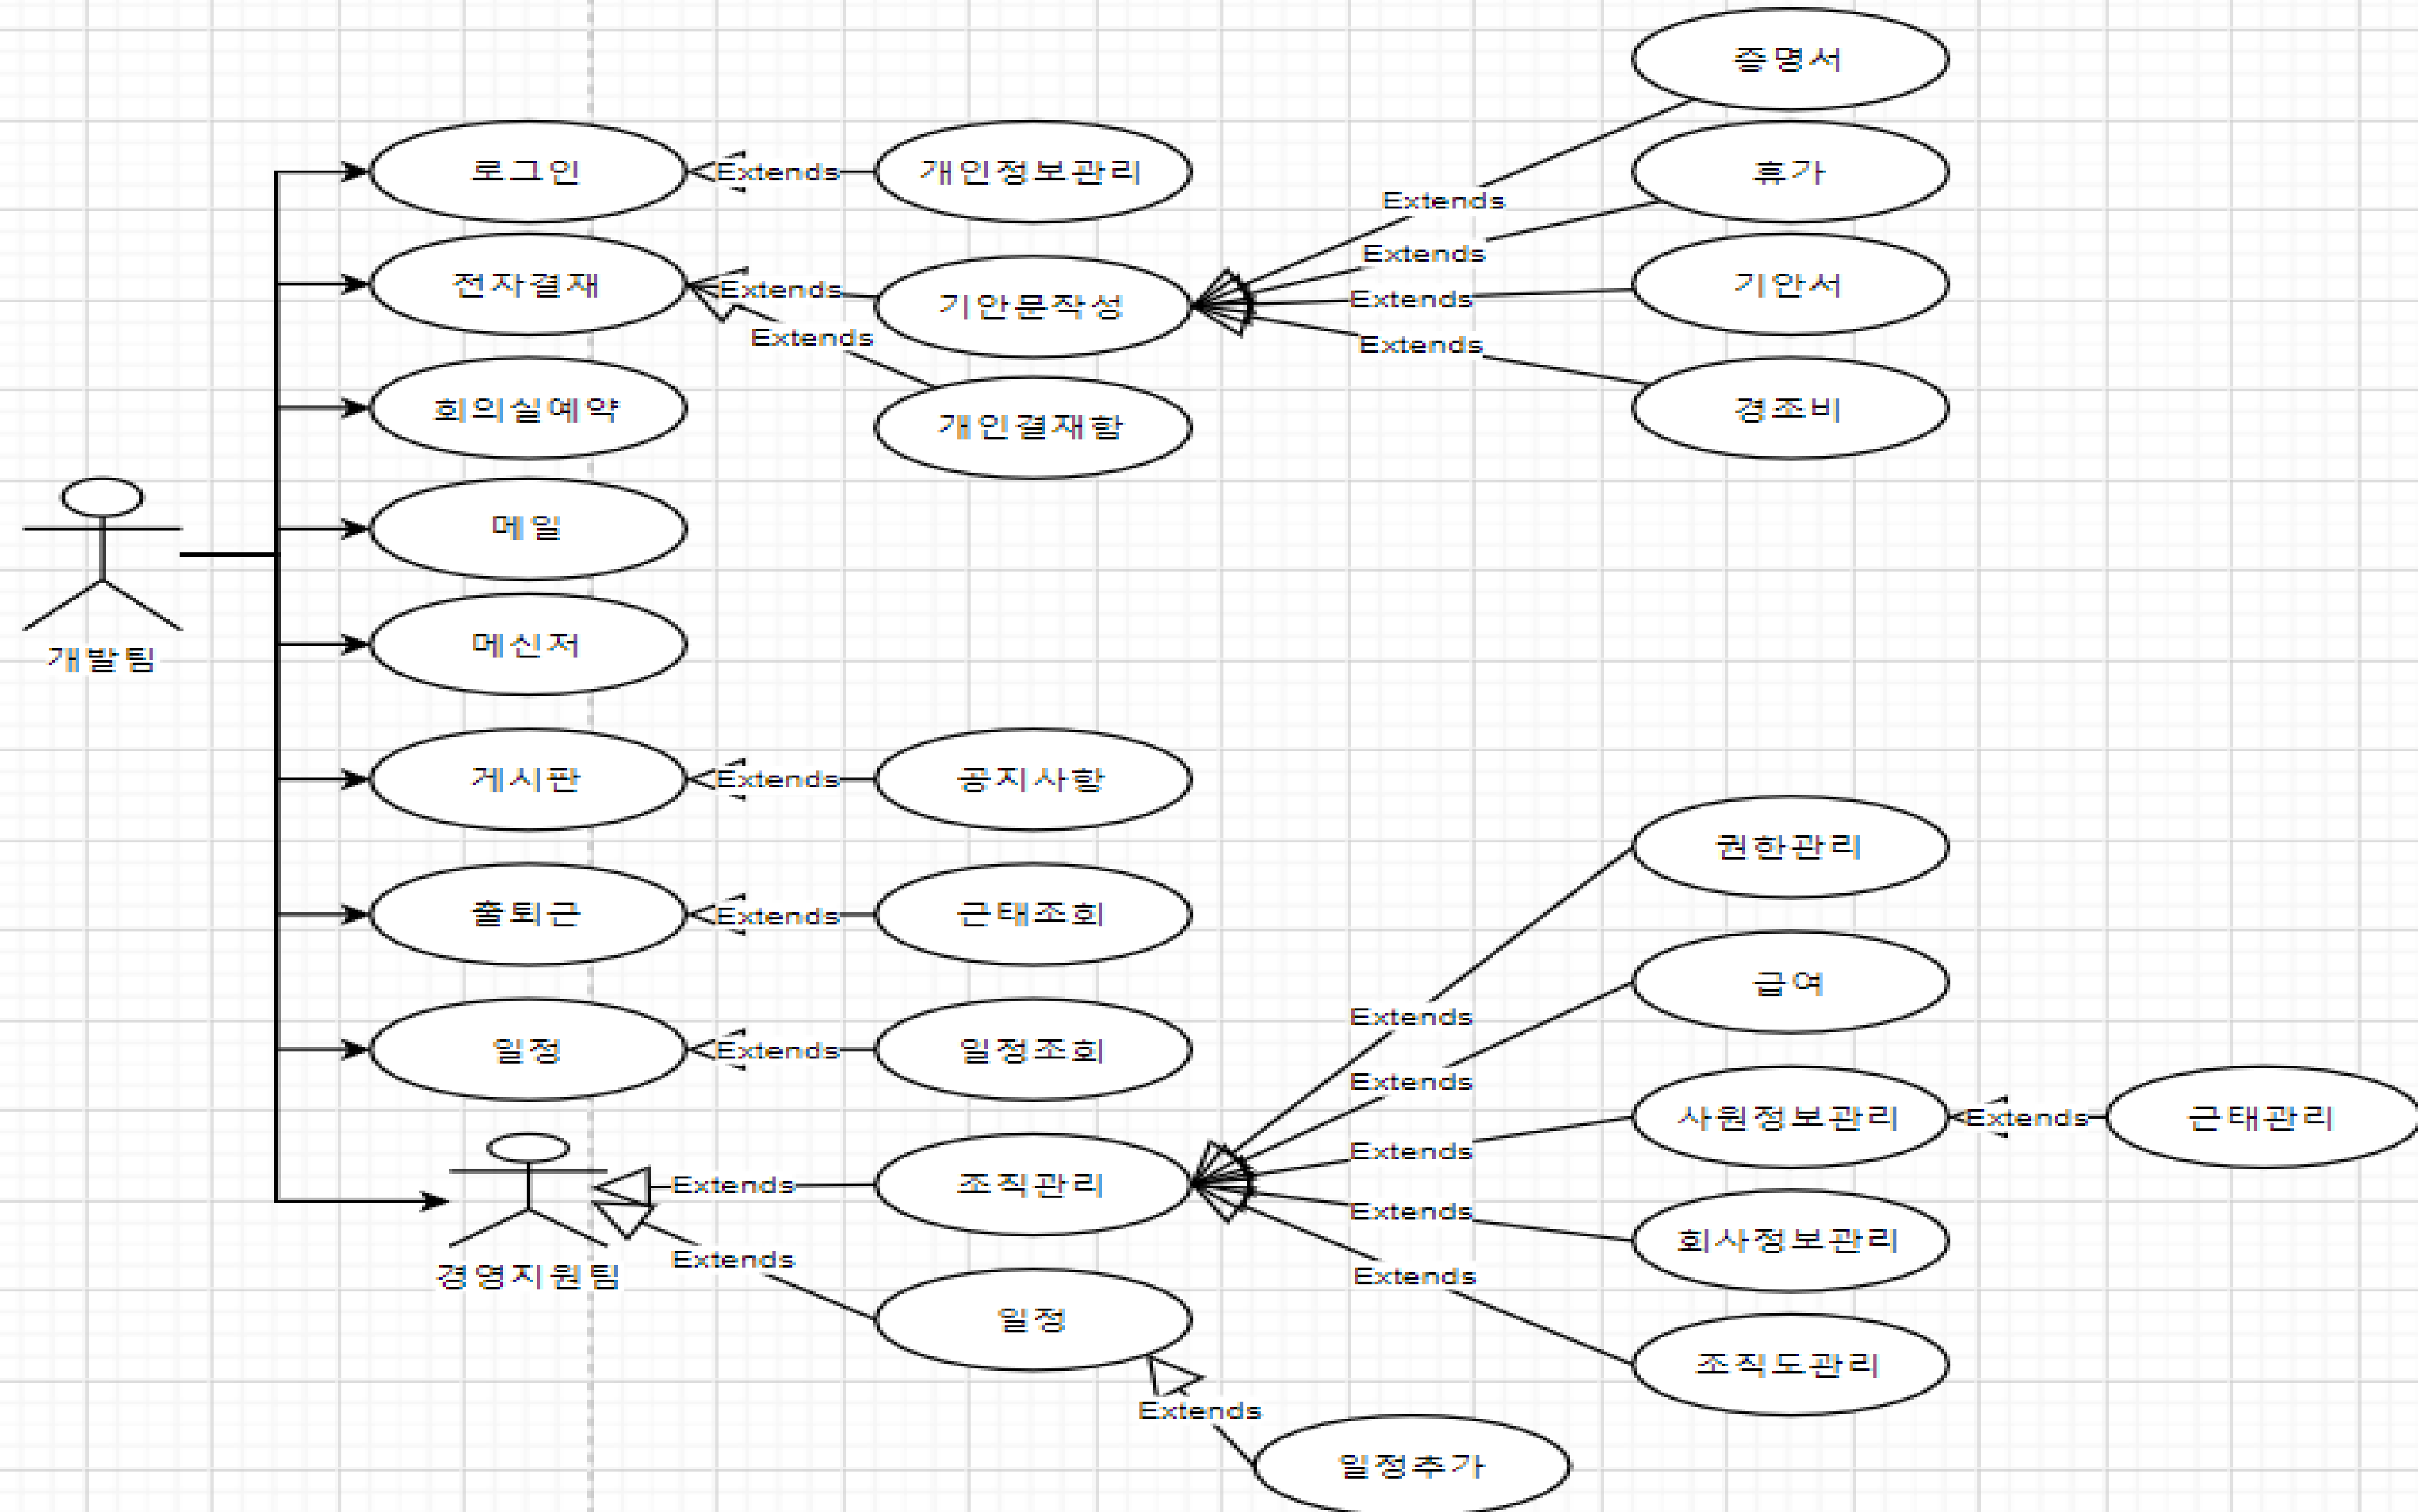 증명서
로그인
Extends
개인정보관리
휴가
Extends
전자결재
Extends
기안문작성
Extends
기안서
Extends
Extends
Extends
회의실예약
개인결재함
경조비
메일
메신저
개발팀
게시판
Extends
공지사항
권한관리
출퇴근
Extends
근태조회
급여
Extends
일정
Extends
일정조회
Extends
사원정보관리
Extends
근태관리
Extends
Extends
조직관리
Extends
회사정보관리
경영지원팀
Extends
Extends
일정
조직도관리
Extends
일정추가